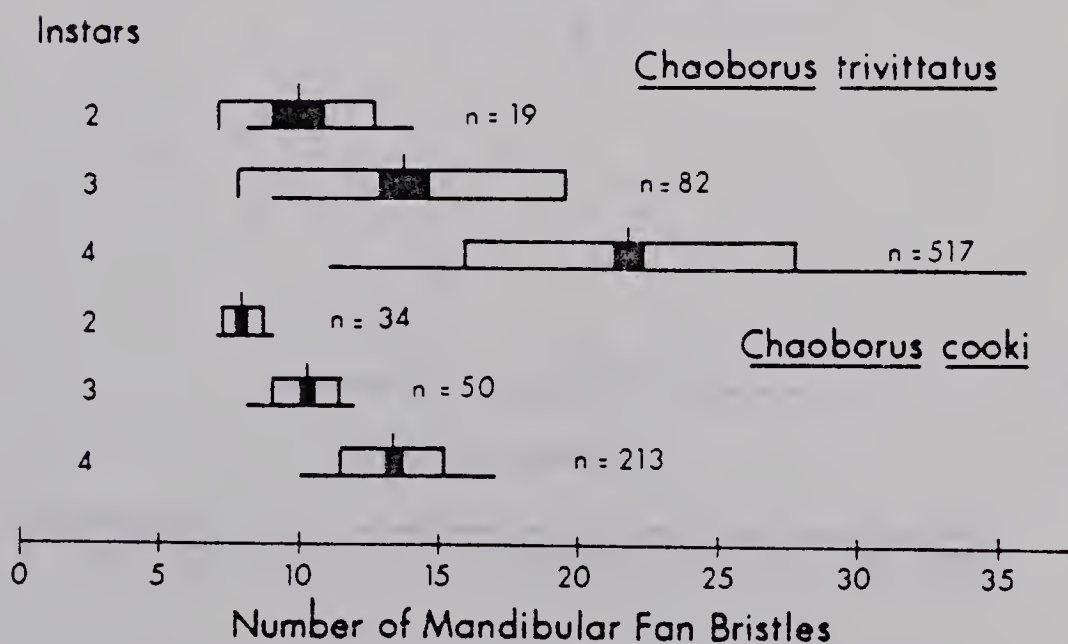 Instars
Chaoborus trivittatus
2 n = 19
3 n = 82
4 n = 517
2 n = 34
Chaoborus cooki
3 n = 50
4 n = 213
0 5 10 15 20 25 30 35
Number of Mandibular Fan Bristles